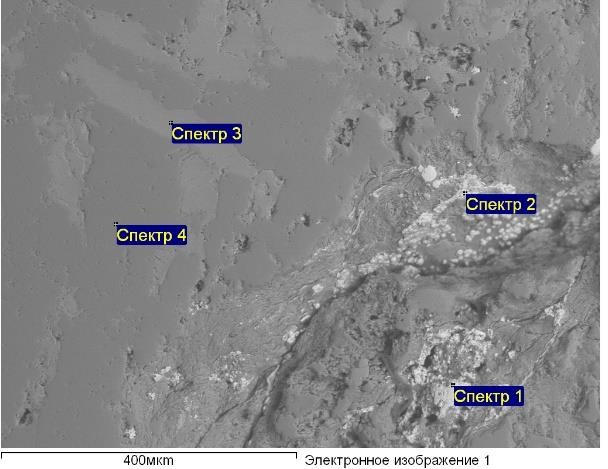 Спектр 3
Спектр 2
Спектр 4
Спектр 1
400мкm
Электронное изображение 1